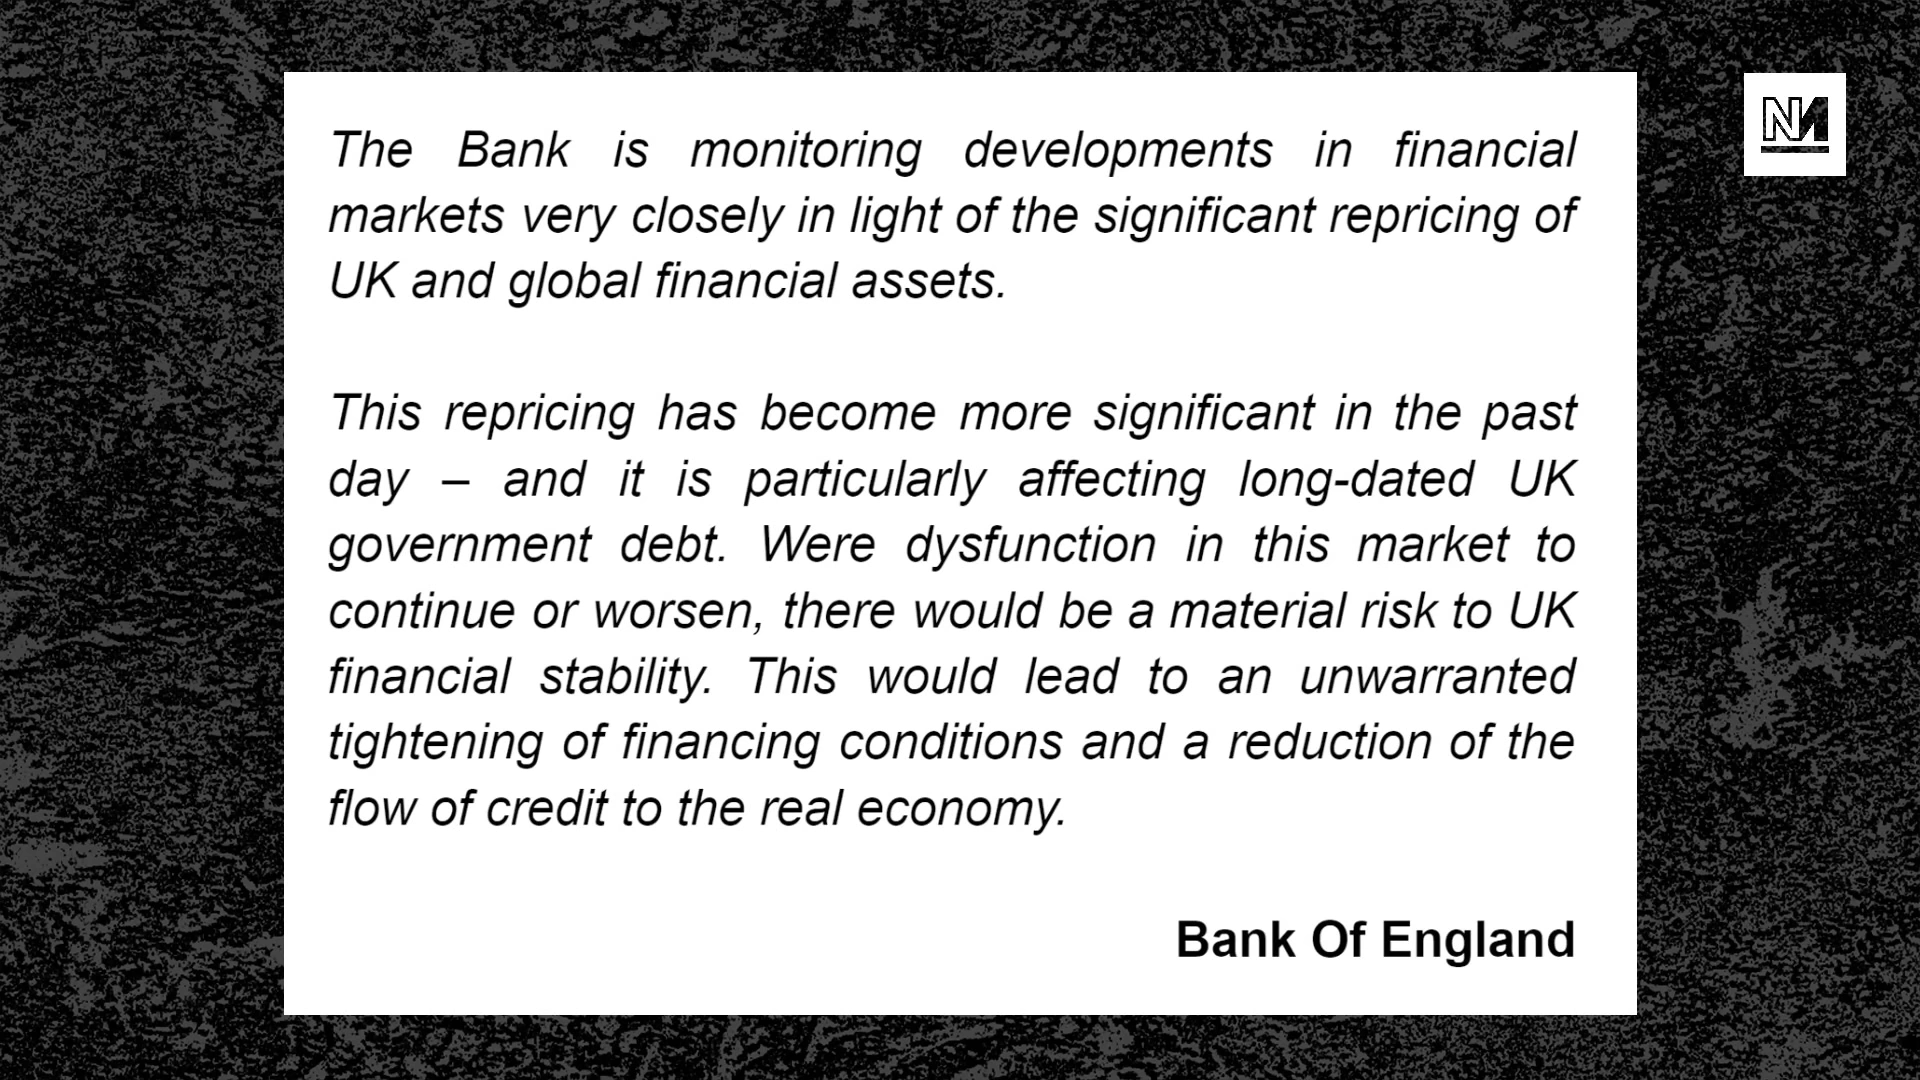 The Bank is monitoring developments in financial
markets very closely in light of the significant repricing of
UK and global financial assets.
This repricing has become more significant in the past
day – and it is particularly affecting long-dated UK
government debt. Were dysfunction in this market to
continue or worsen, there would be a material risk to UK
financial stability. This would lead to an unwarranted
tightening of financing conditions and a reduction of the
flow of credit to the real economy.
Bank Of England
NM